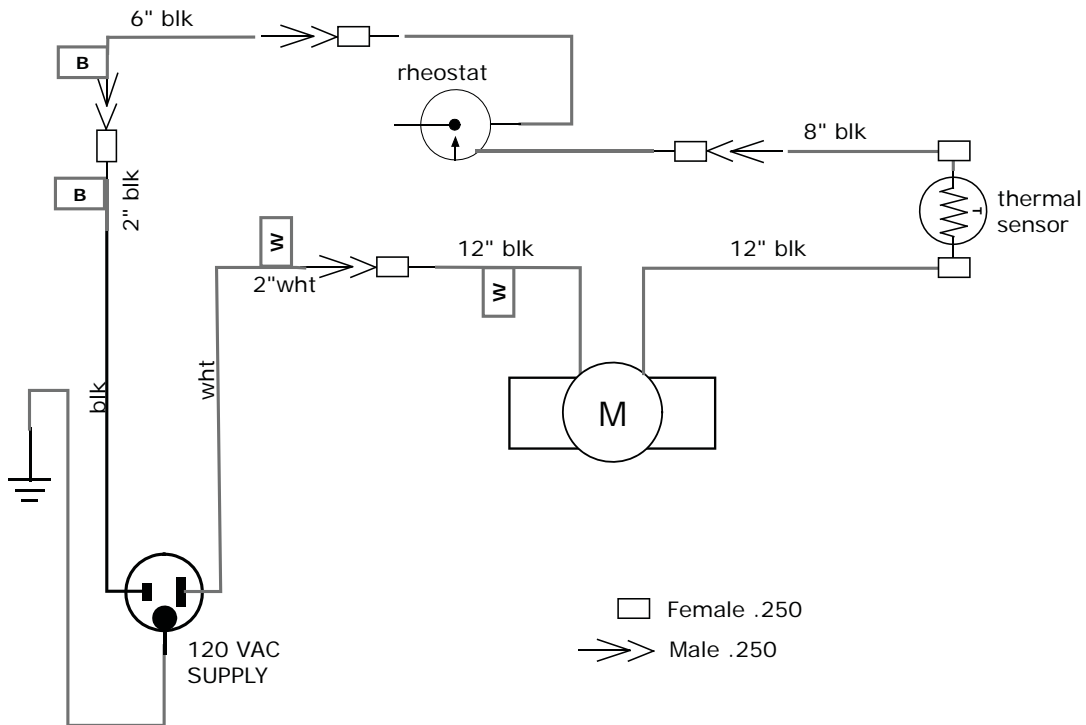 6" blk
B
rheostat
8" blk
B
2" blk
thermal
sensor
T
W
2"wht
12" blk
W
12" blk
blk
wht
M
120 VAC
SUPPLY
Female .250
Male .250